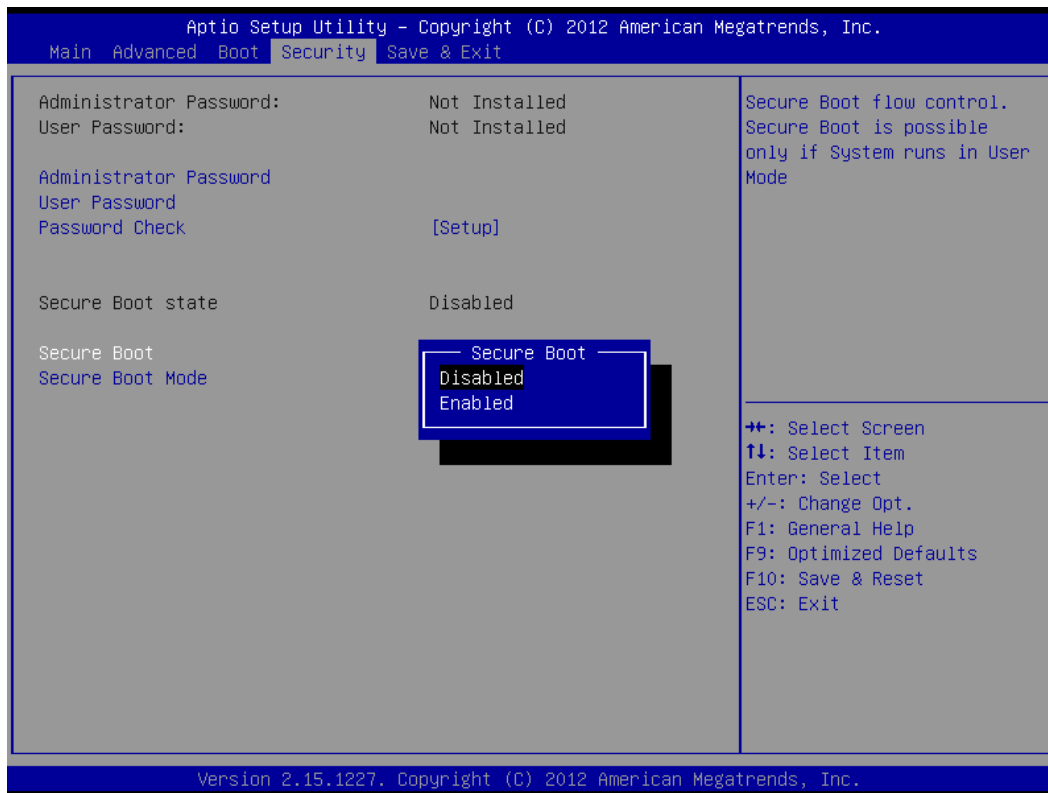 Aptio Setup Utility – Copyright (C) 2012 American Megatrends, Inc.
Main Advanced Boot Security Save & Exit
Administrator Password: Not Installed
User Password: Not Installed
Administrator Password
User Password
Password Check [Setup]
Secure Boot state Disabled
Secure Boot
Secure Boot Mode
Secure Boot
Disabled
Enabled
Secure Boot flow control.
Secure Boot is possible
only if System runs in User
Mode
→←: Select Screen
↑↓: Select Item
Enter: Select
+/-: Change Opt.
F1: General Help
F9: Optimized Defaults
F10: Save & Reset
ESC: Exit
Version 2.15.1227. Copyright (C) 2012 American Megatrends, Inc.